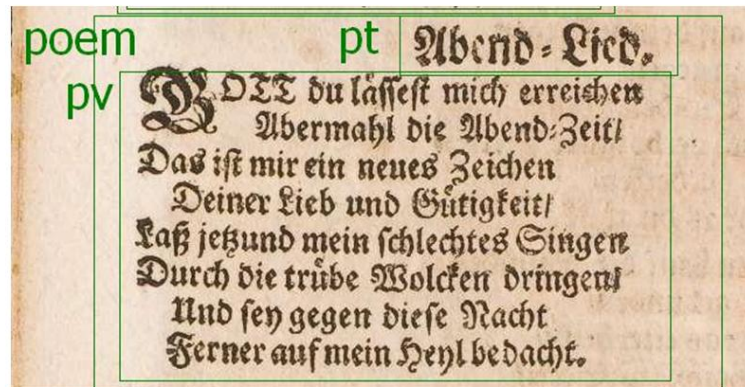 poem
pt
Abend-Lied.
pv
GOTT du läſſeſt mich erreichen
Abermahl die Abend-Zeit/
Das iſt mir ein neues Zeichen
Deiner Lieb und Gütigkeit/
Laß jetzund mein ſchlechtes Singen
Durch die trübe Wolcken dringen/
Und ſey gegen dieſe Nacht
Ferner auf mein Heyl bedacht.